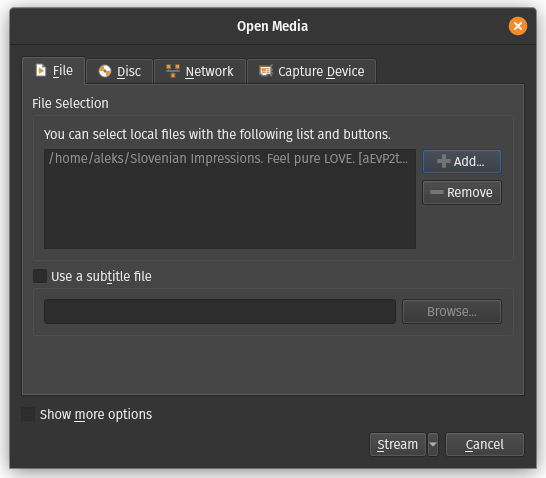 Open Media
File Disc Network Capture Device
File Selection
You can select local files with the following list and buttons.
/home/aleks/Slovenian Impressions. Feel pure LOVE. [aEvP2t...
Add...
Remove
Use a subtitle file
Browse...
Show more options
Stream Cancel